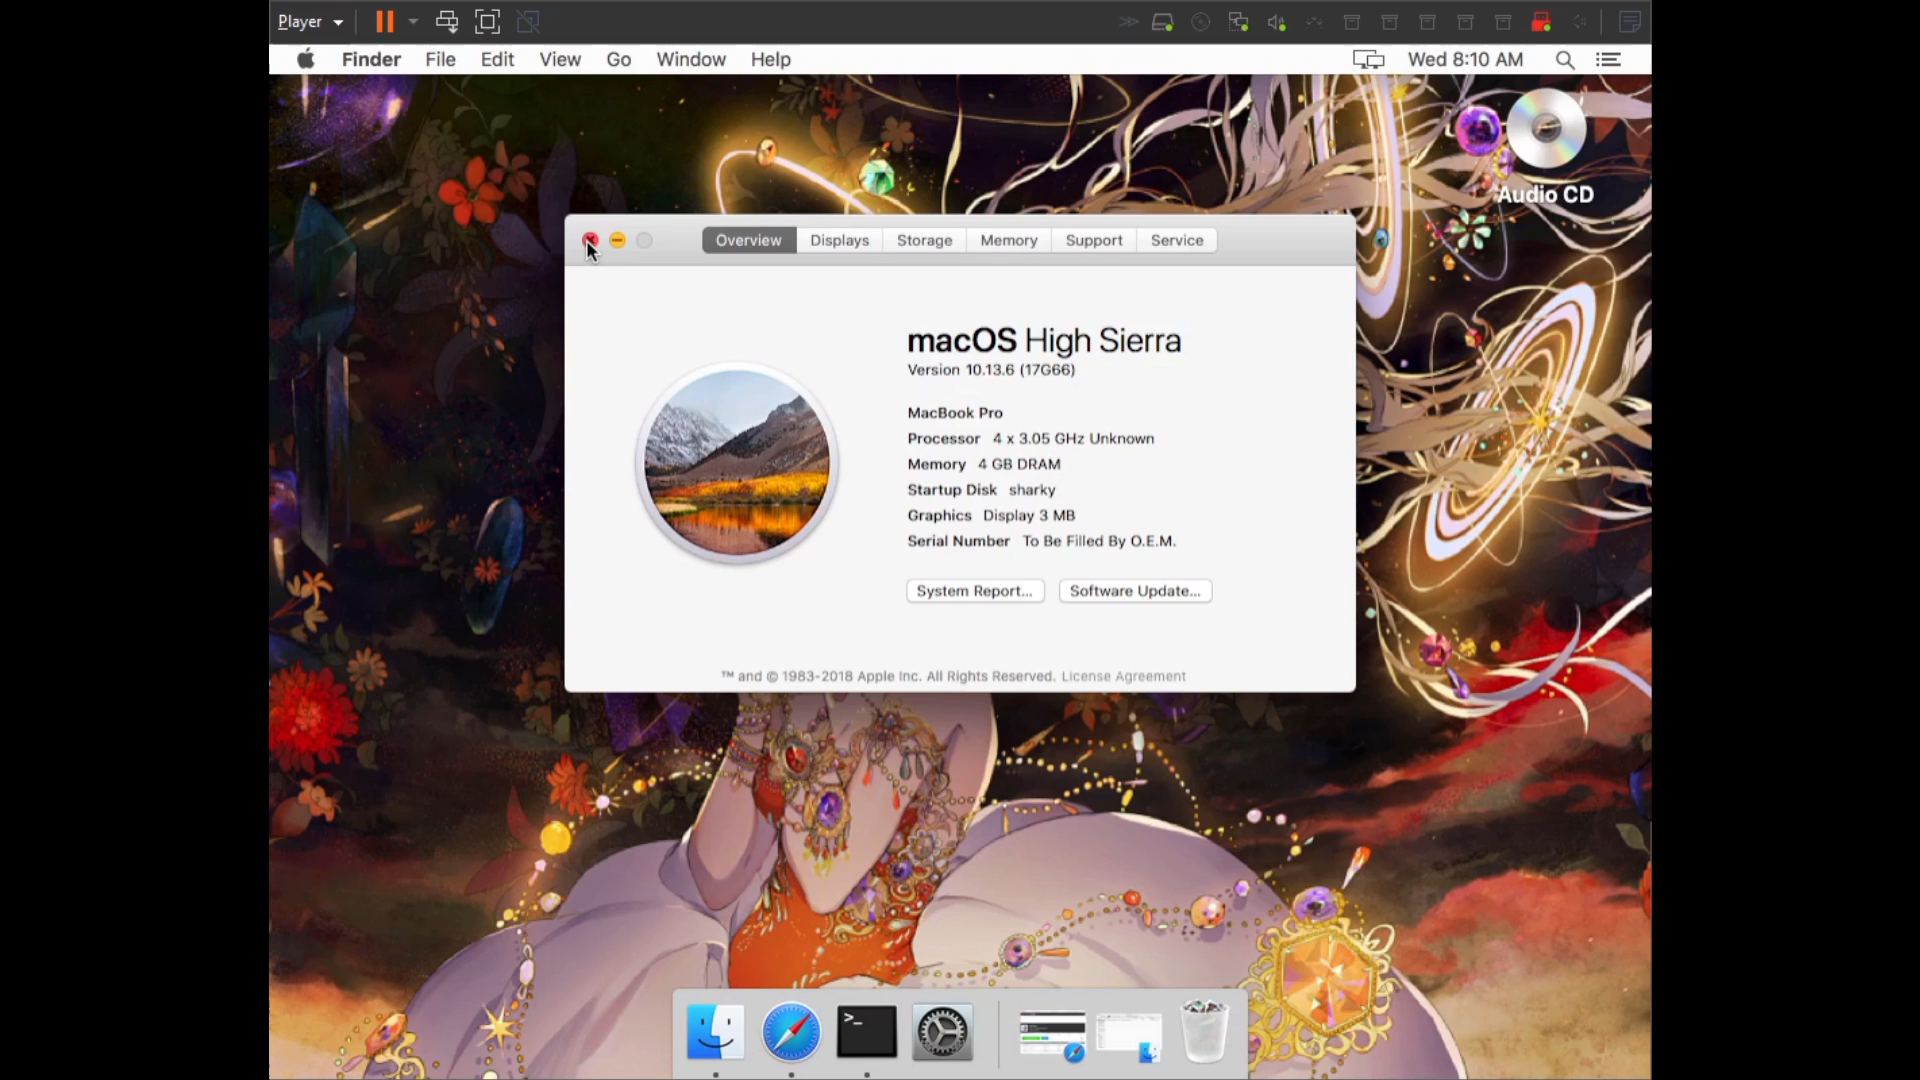 Player
Finder File Edit View Go Window Help Wed 8:10 AM
Audio CD
Overview Displays Storage Memory Support Service
macOS High Sierra
Version 10.13.6 (17G66)
MacBook Pro
Processor 4 x 3.05 GHz Unknown
Memory 4 GB DRAM
Startup Disk sharky
Graphics Display 3 MB
Serial Number To Be Filled By O.E.M.
System Report... Software Update...
™ and © 1983-2018 Apple Inc. All Rights Reserved. License Agreement
>_